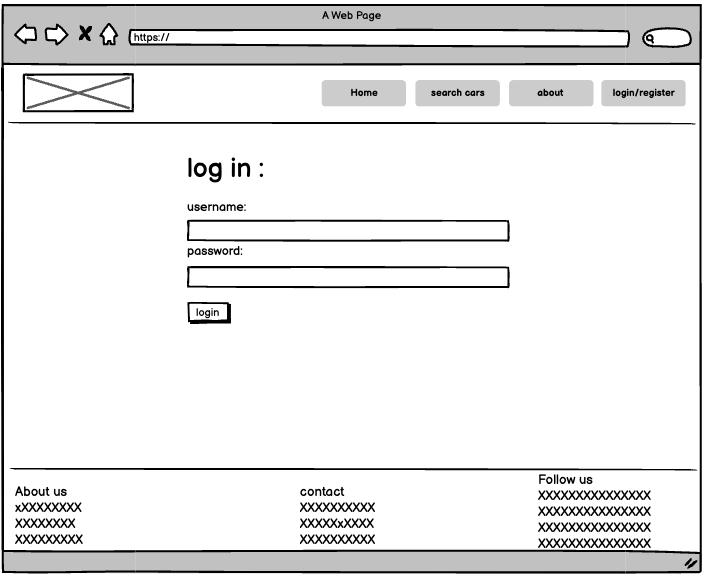 A Web Page
https://
Home
search cars
about
login/register
log in :
username:
password:
login
About us
xXXXXXXXX
XXXXXXXX
XXXXXXXXX
contact
XXXXXXXXXX
XXXXXxXXXX
XXXXXXXXXX
Follow us
XXXXXXXXXXXXXXX
XXXXXXXXXXXXXXX
XXXXXXXXXXXXXXX
XXXXXXXXXXXXXXX